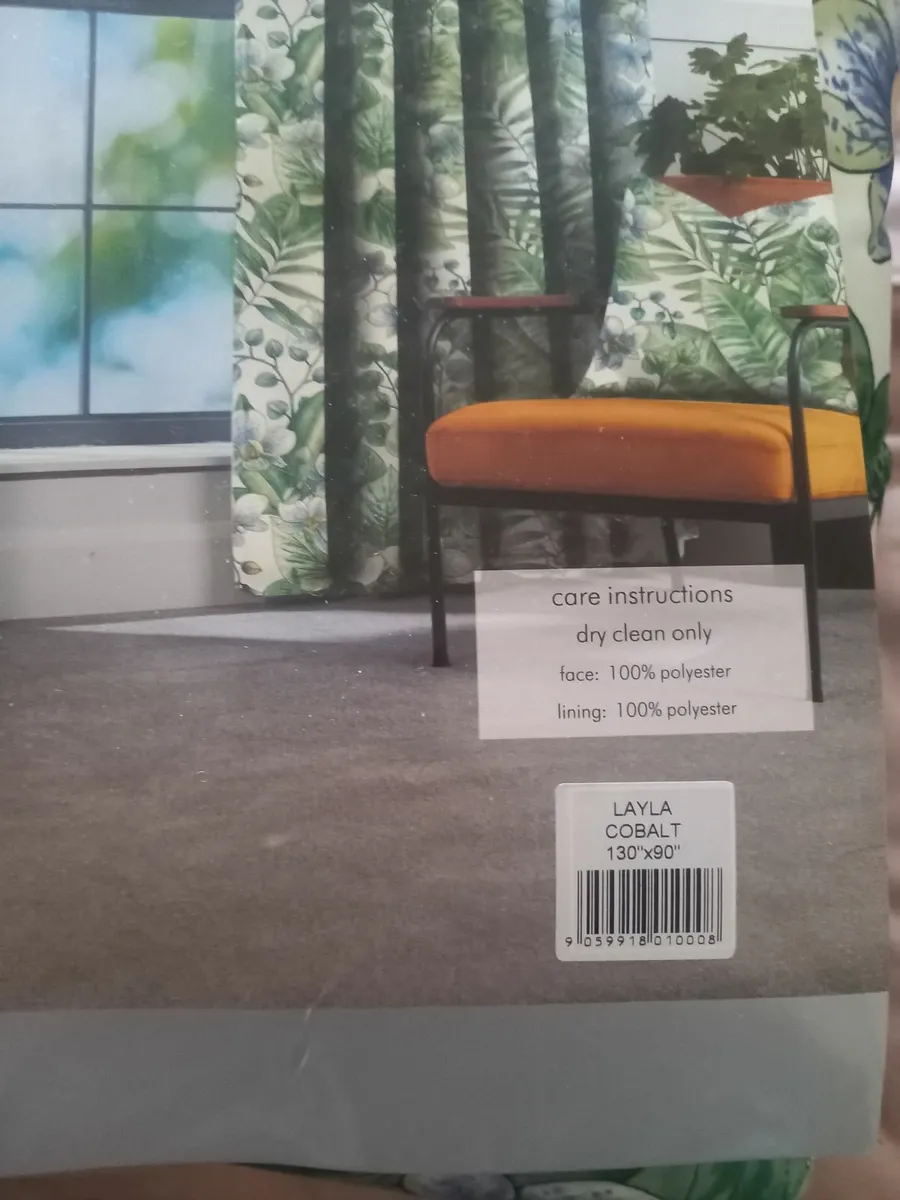 care instructions
dry clean only
face: 100% polyester
lining: 100% polyester
LAYLA
COBALT
130"x90"
9 059918 010008